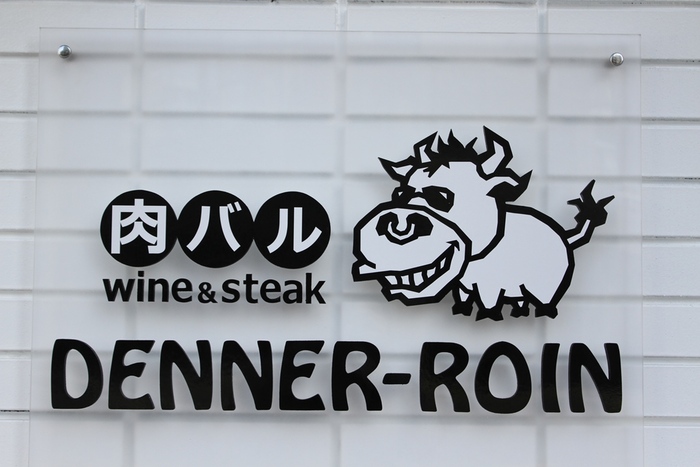 肉バル
wine & steak
DENNER-ROIN